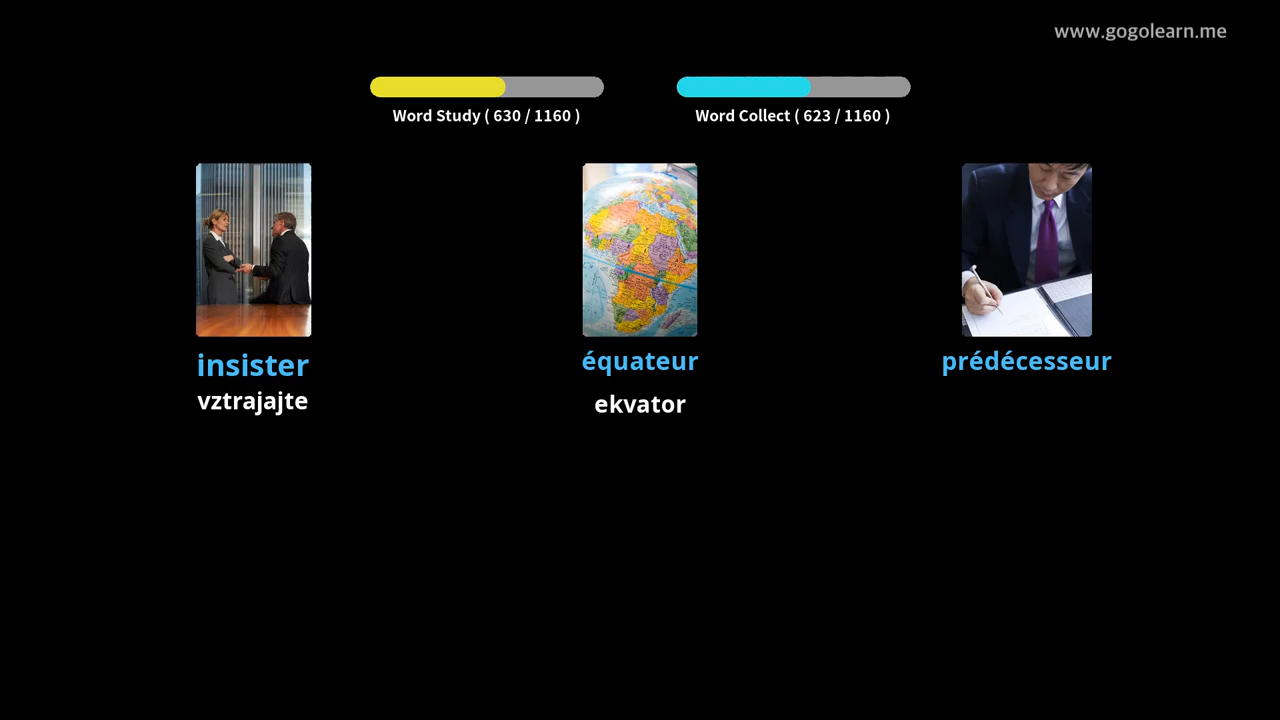 www.gogolearn.me
Word Study ( 630 / 1160 )
Word Collect ( 623 / 1160 )
insister
vztrajajte
équateur
ekvator
prédécesseur